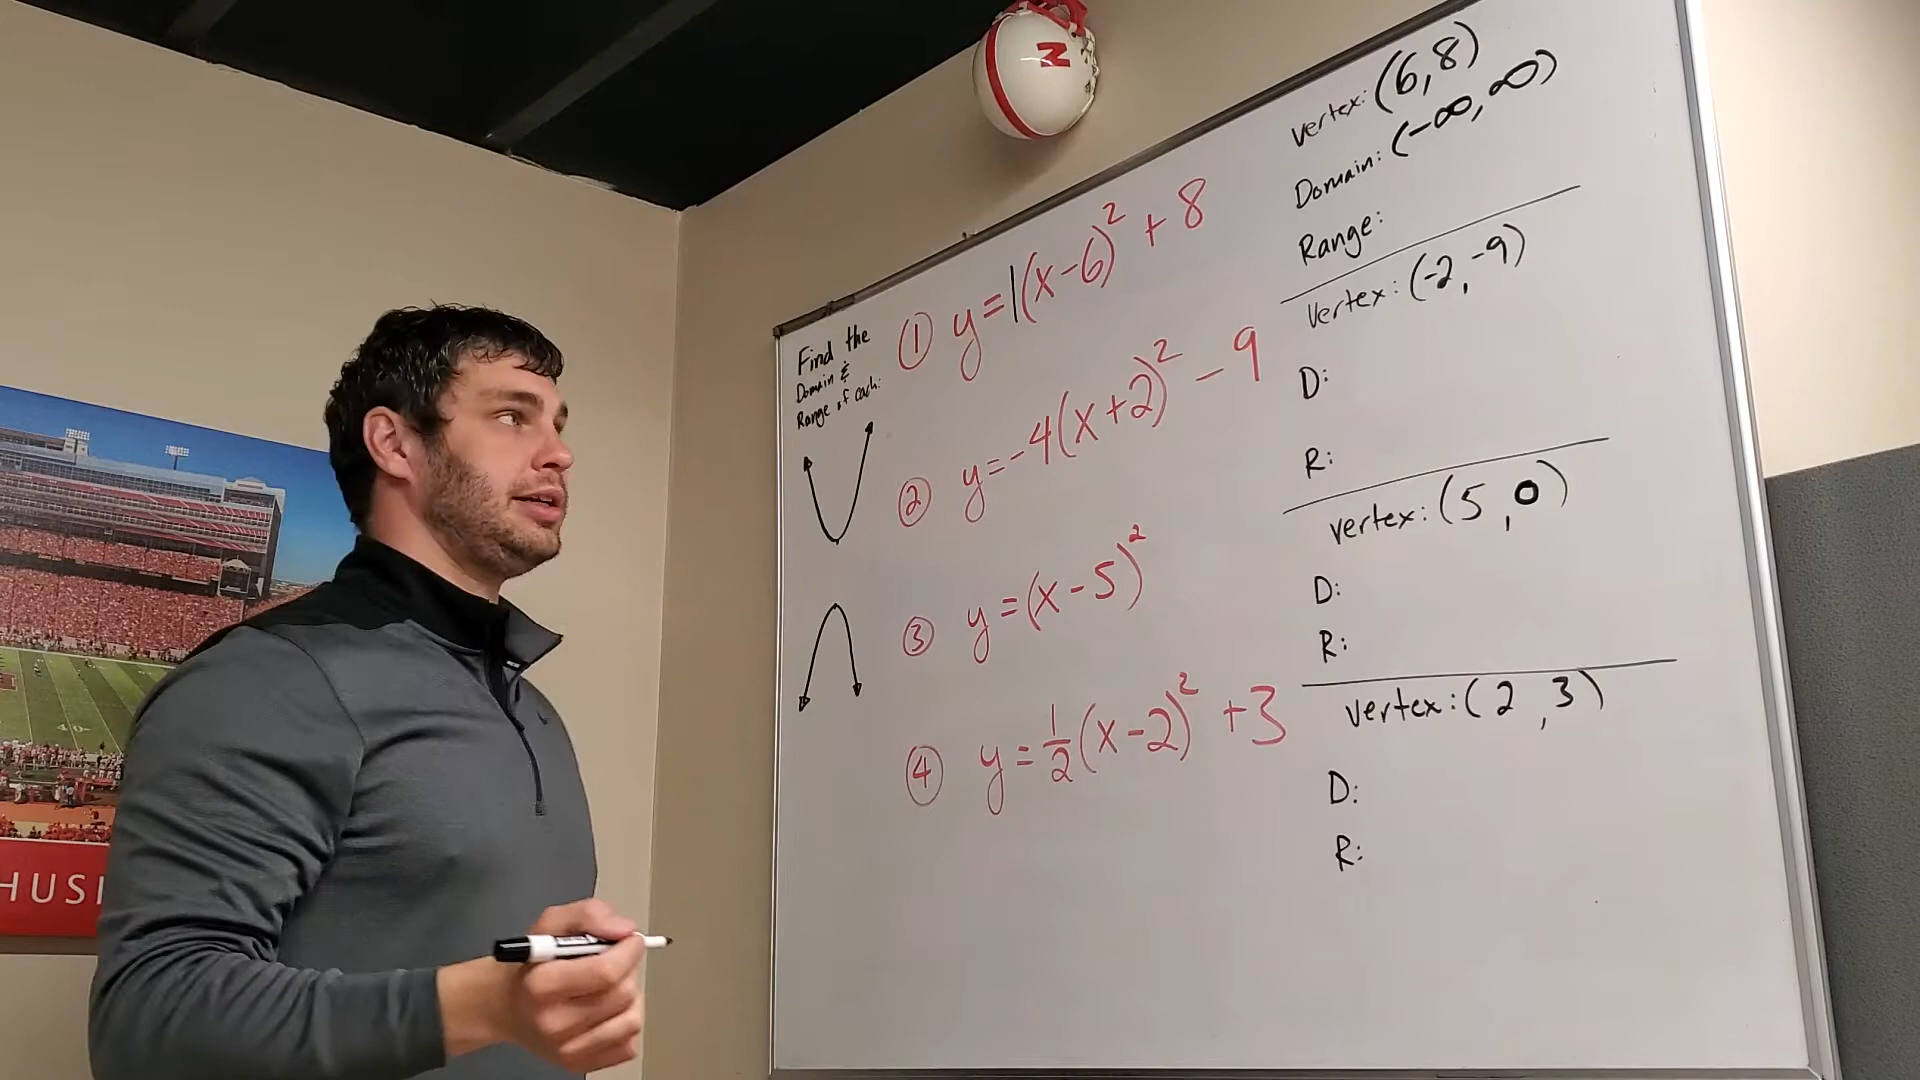 N
Find the
Domain &
Range of each:
① y=1(x-6)² + 8
② y=-4(x+2)² - 9
③ y=(x-5)²
④ y=½(x-2)² +3
Vertex: (6,8)
Domain: (-∞,∞)
Range:
Vertex: (-2,-9)
D:
R:
vertex: (5,0)
D:
R:
vertex: (2,3)
D:
R:
40
HUS